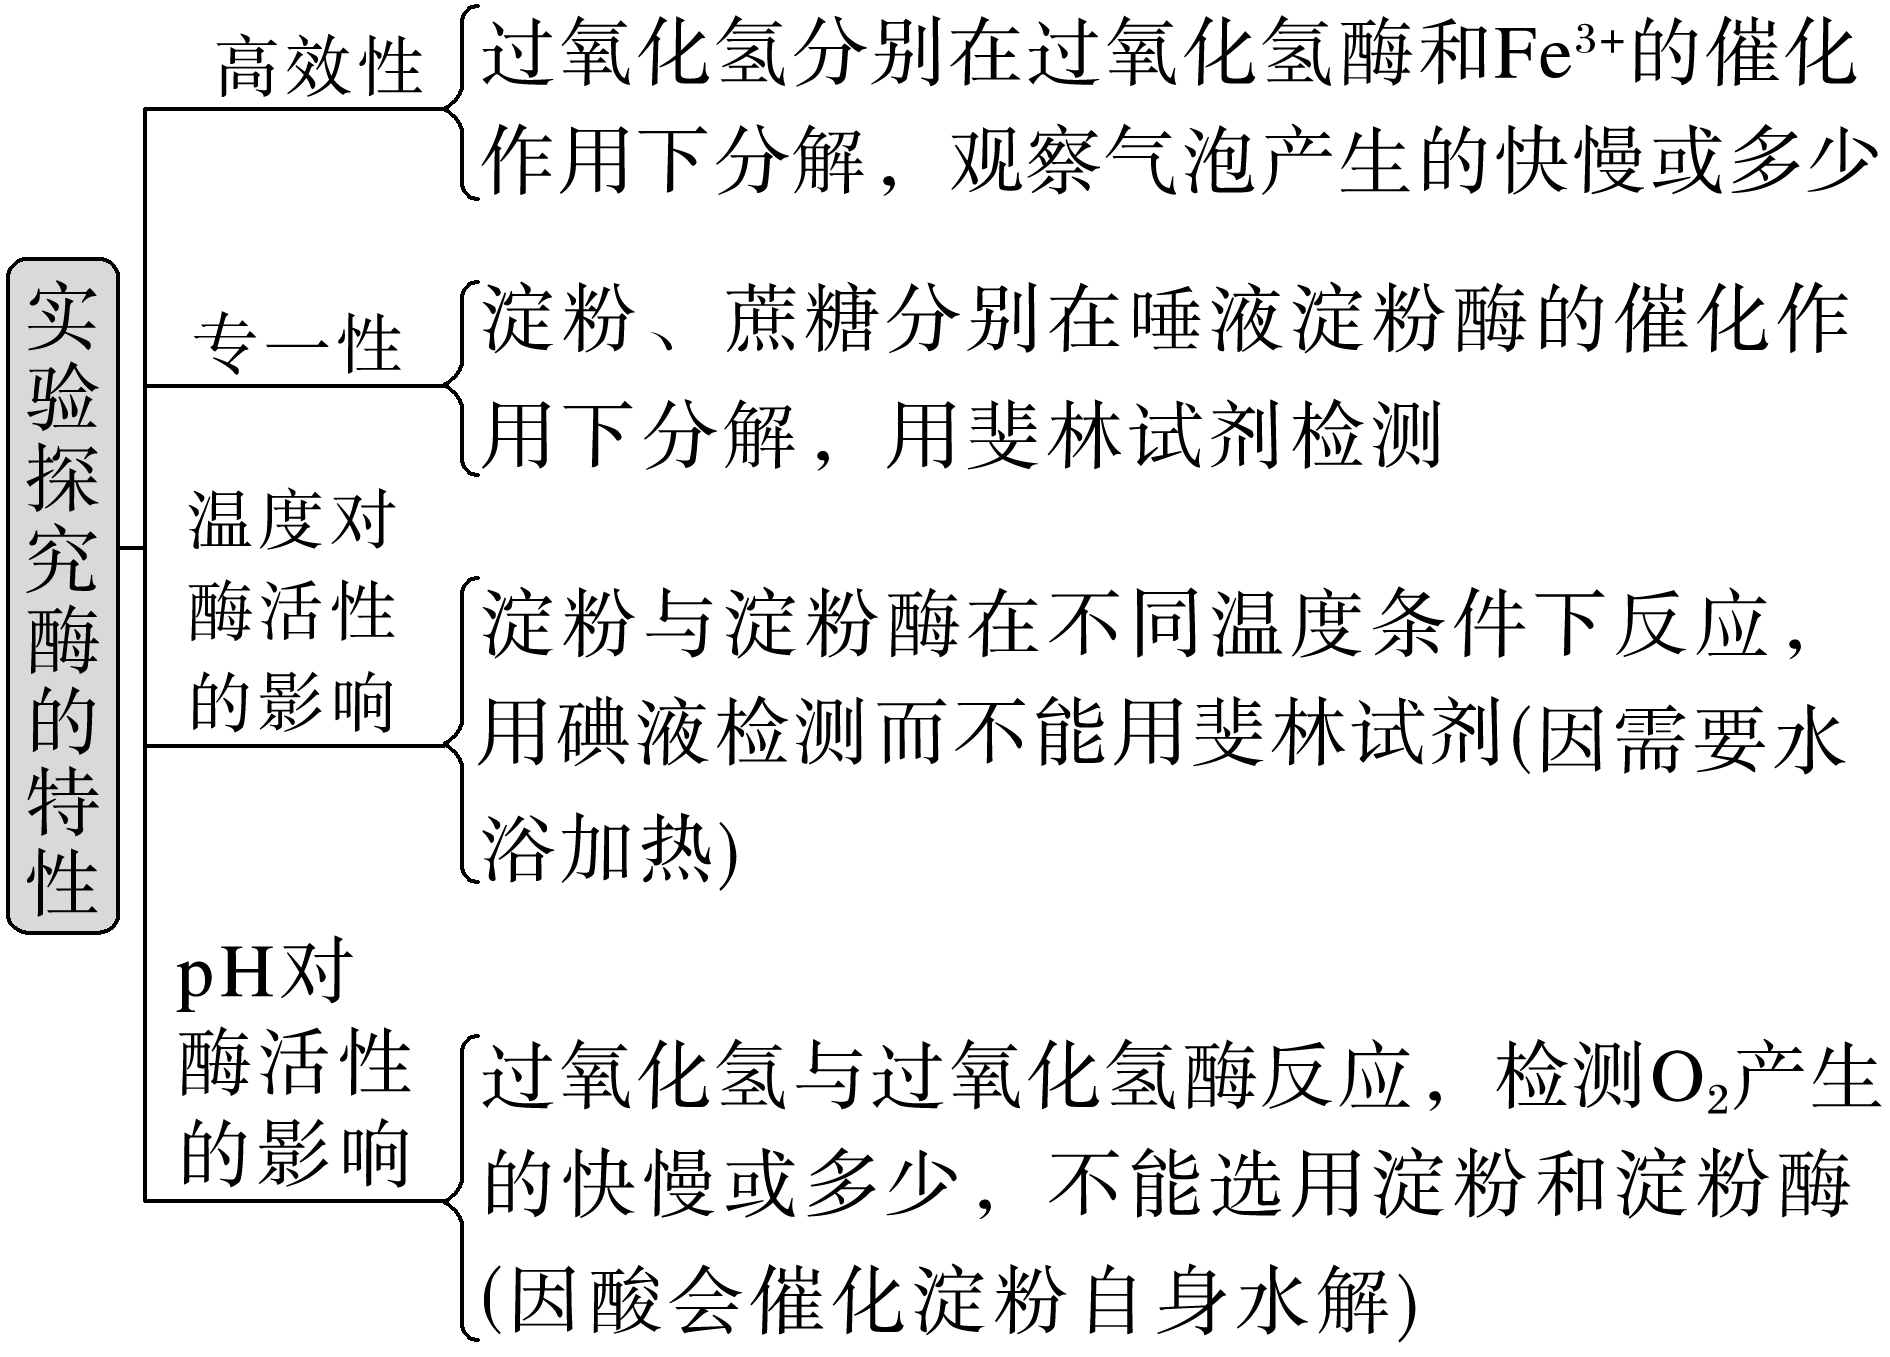 实验探究酶的特性
高效性
过氧化氢分别在过氧化氢酶和Fe³⁺的催化
作用下分解，观察气泡产生的快慢或多少
专一性
淀粉、蔗糖分别在唾液淀粉酶的催化作
用下分解，用斐林试剂检测
温度对
酶活性
的影响
淀粉与淀粉酶在不同温度条件下反应，
用碘液检测而不能用斐林试剂(因需要水
浴加热)
pH对
酶活性
的影响
过氧化氢与过氧化氢酶反应，检测O₂产生
的快慢或多少，不能选用淀粉和淀粉酶
(因酸会催化淀粉自身水解)